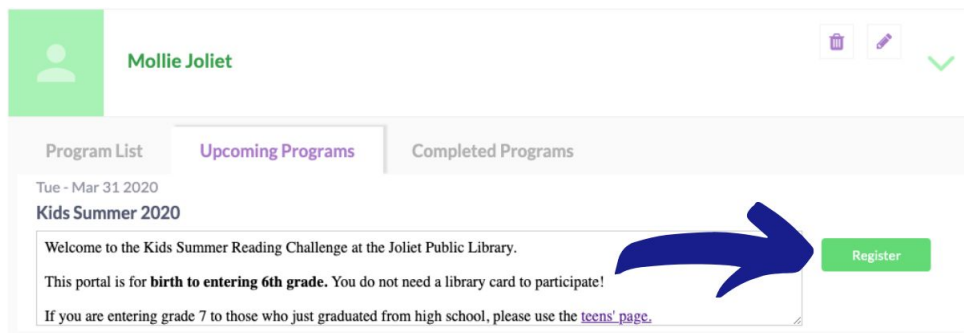 Mollie Joliet
Program List Upcoming Programs Completed Programs
Tue - Mar 31 2020
Kids Summer 2020
Welcome to the Kids Summer Reading Challenge at the Joliet Public Library.
This portal is for birth to entering 6th grade. You do not need a library card to participate!
If you are entering grade 7 to those who just graduated from high school, please use the teens' page.
Register